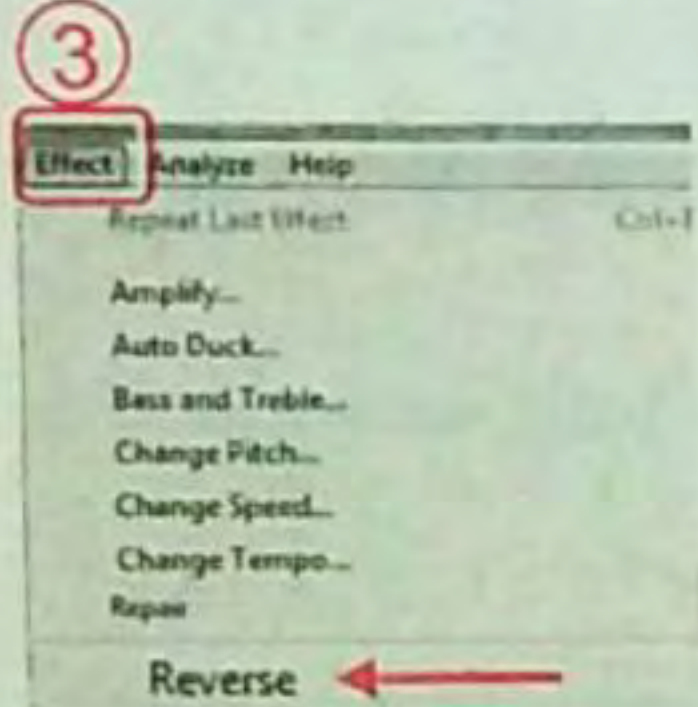 3
Effect Analyze Help
Repeat Last Effect
Amplify...
Auto Duck...
Bass and Treble...
Change Pitch...
Change Speed...
Change Tempo...
Repair
Reverse